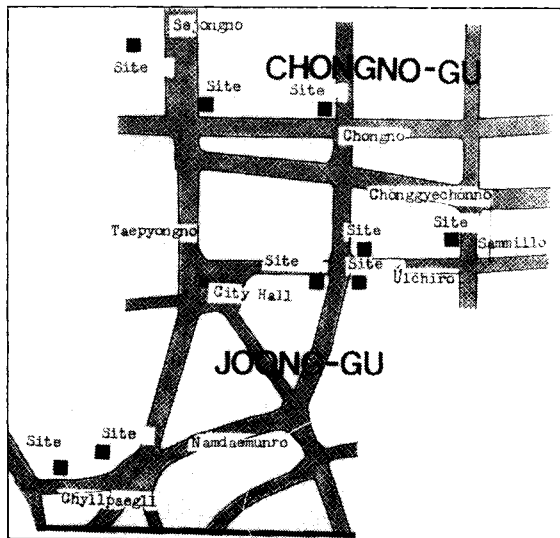 Sejongno
Site
CHONGNO-GU
Site
Site
Chongno
Chonggyechonno
Taepyongno
Site
Site
Sammillo
Site
Site
Úlchiro
City Hall
JOONG-GU
Site
Site
Namdaemunro
Chyllpaegli